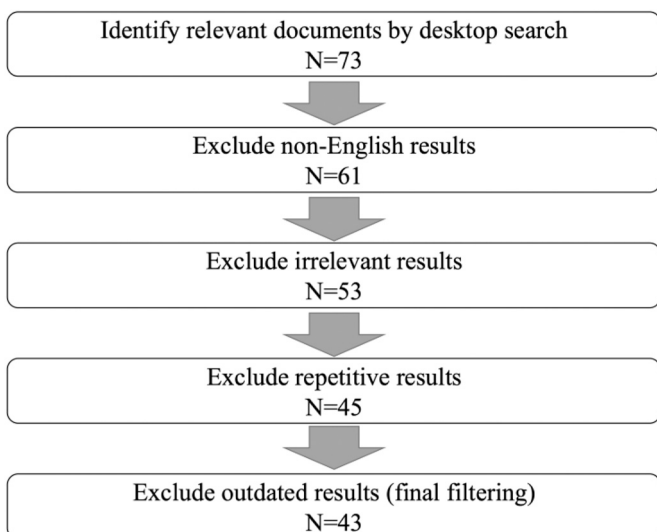 Identify relevant documents by desktop search
N=73
Exclude non-English results
N=61
Exclude irrelevant results
N=53
Exclude repetitive results
N=45
Exclude outdated results (final filtering)
N=43